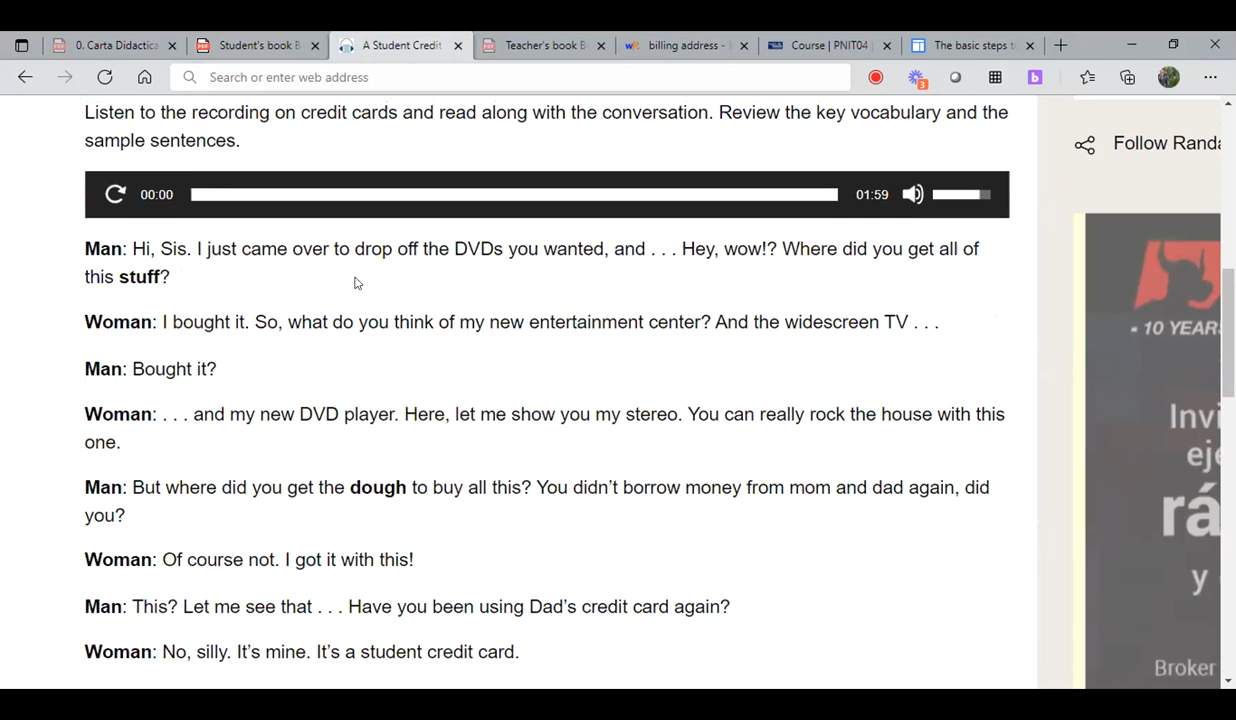 0. Carta Didactica
Student's book B
A Student Credit
Teacher's book B
billing address -
Course | PNIT04
The basic steps t
Search or enter web address
3
Listen to the recording on credit cards and read along with the conversation. Review the key vocabulary and the
sample sentences.
00:00
01:59
Man: Hi, Sis. I just came over to drop off the DVDs you wanted, and . . . Hey, wow!? Where did you get all of
this stuff?
Woman: I bought it. So, what do you think of my new entertainment center? And the widescreen TV . . .
Man: Bought it?
Woman: . . . and my new DVD player. Here, let me show you my stereo. You can really rock the house with this
one.
Man: But where did you get the dough to buy all this? You didn’t borrow money from mom and dad again, did
you?
Woman: Of course not. I got it with this!
Man: This? Let me see that . . . Have you been using Dad’s credit card again?
Woman: No, silly. It’s mine. It’s a student credit card.
Follow Randa
- 10 YEARS
Invi
eje
rá
y
Broker